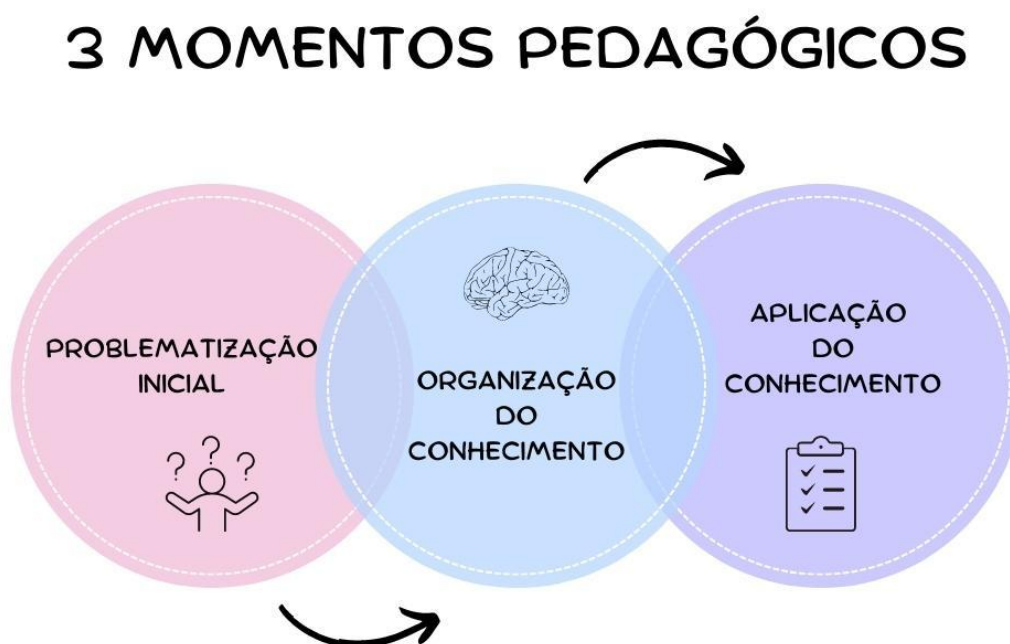 3 MOMENTOS PEDAGÓGICOS
PROBLEMATIZAÇÃO
INICIAL
? ? ?
ORGANIZAÇÃO
DO
CONHECIMENTO
APLICAÇÃO
DO
CONHECIMENTO